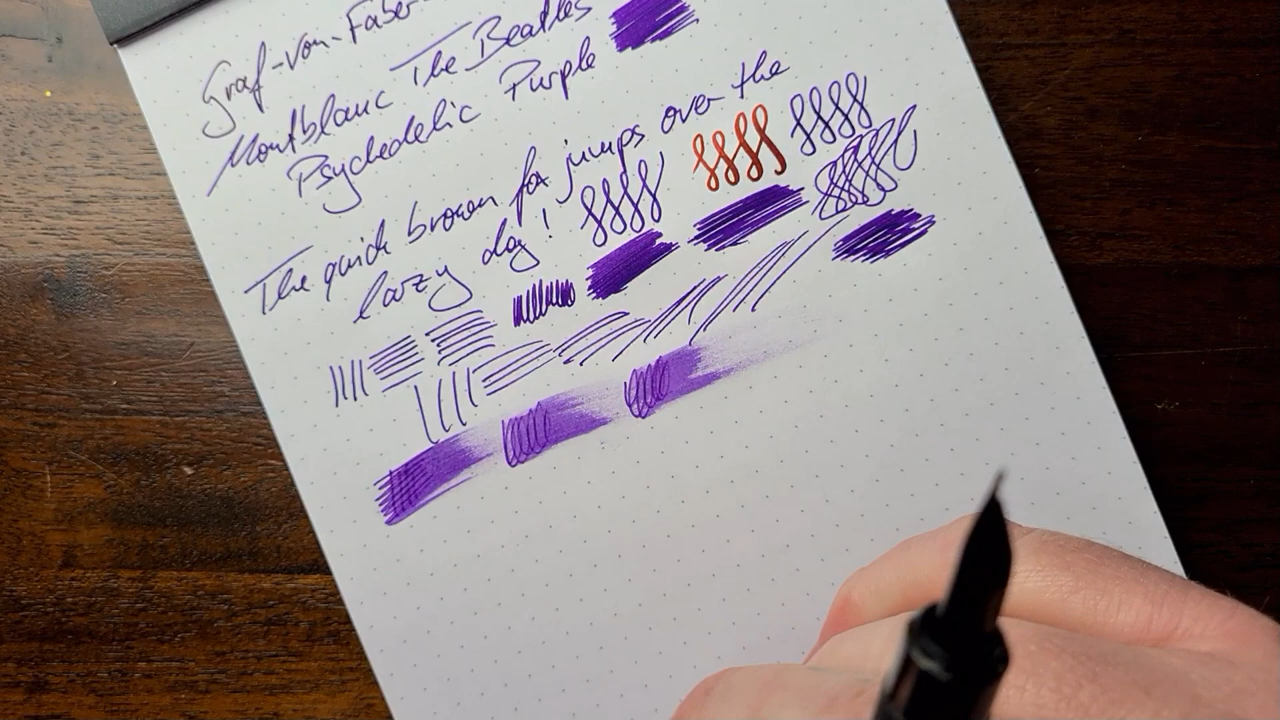 Graf-von-Faber-
Montblanc The Beatles
Psychedelic Purple
The quick brown fox jumps over the
lazy dog!